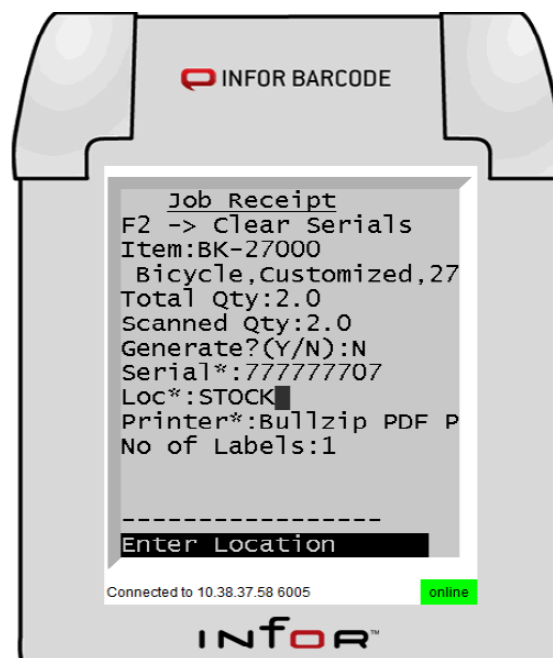 INFOR BARCODE
Job Receipt
F2 -> Clear Serials
Item:BK-27000
Bicycle,Customized,27
Total Qty:2.0
Scanned Qty:2.0
Generate?(Y/N):N
Serial*:777777707
Loc*:STOCK
Printer*:Bullzip PDF P
No of Labels:1
-----------------
Enter Location
Connected to 10.38.37.58 6005 online
INFOR™